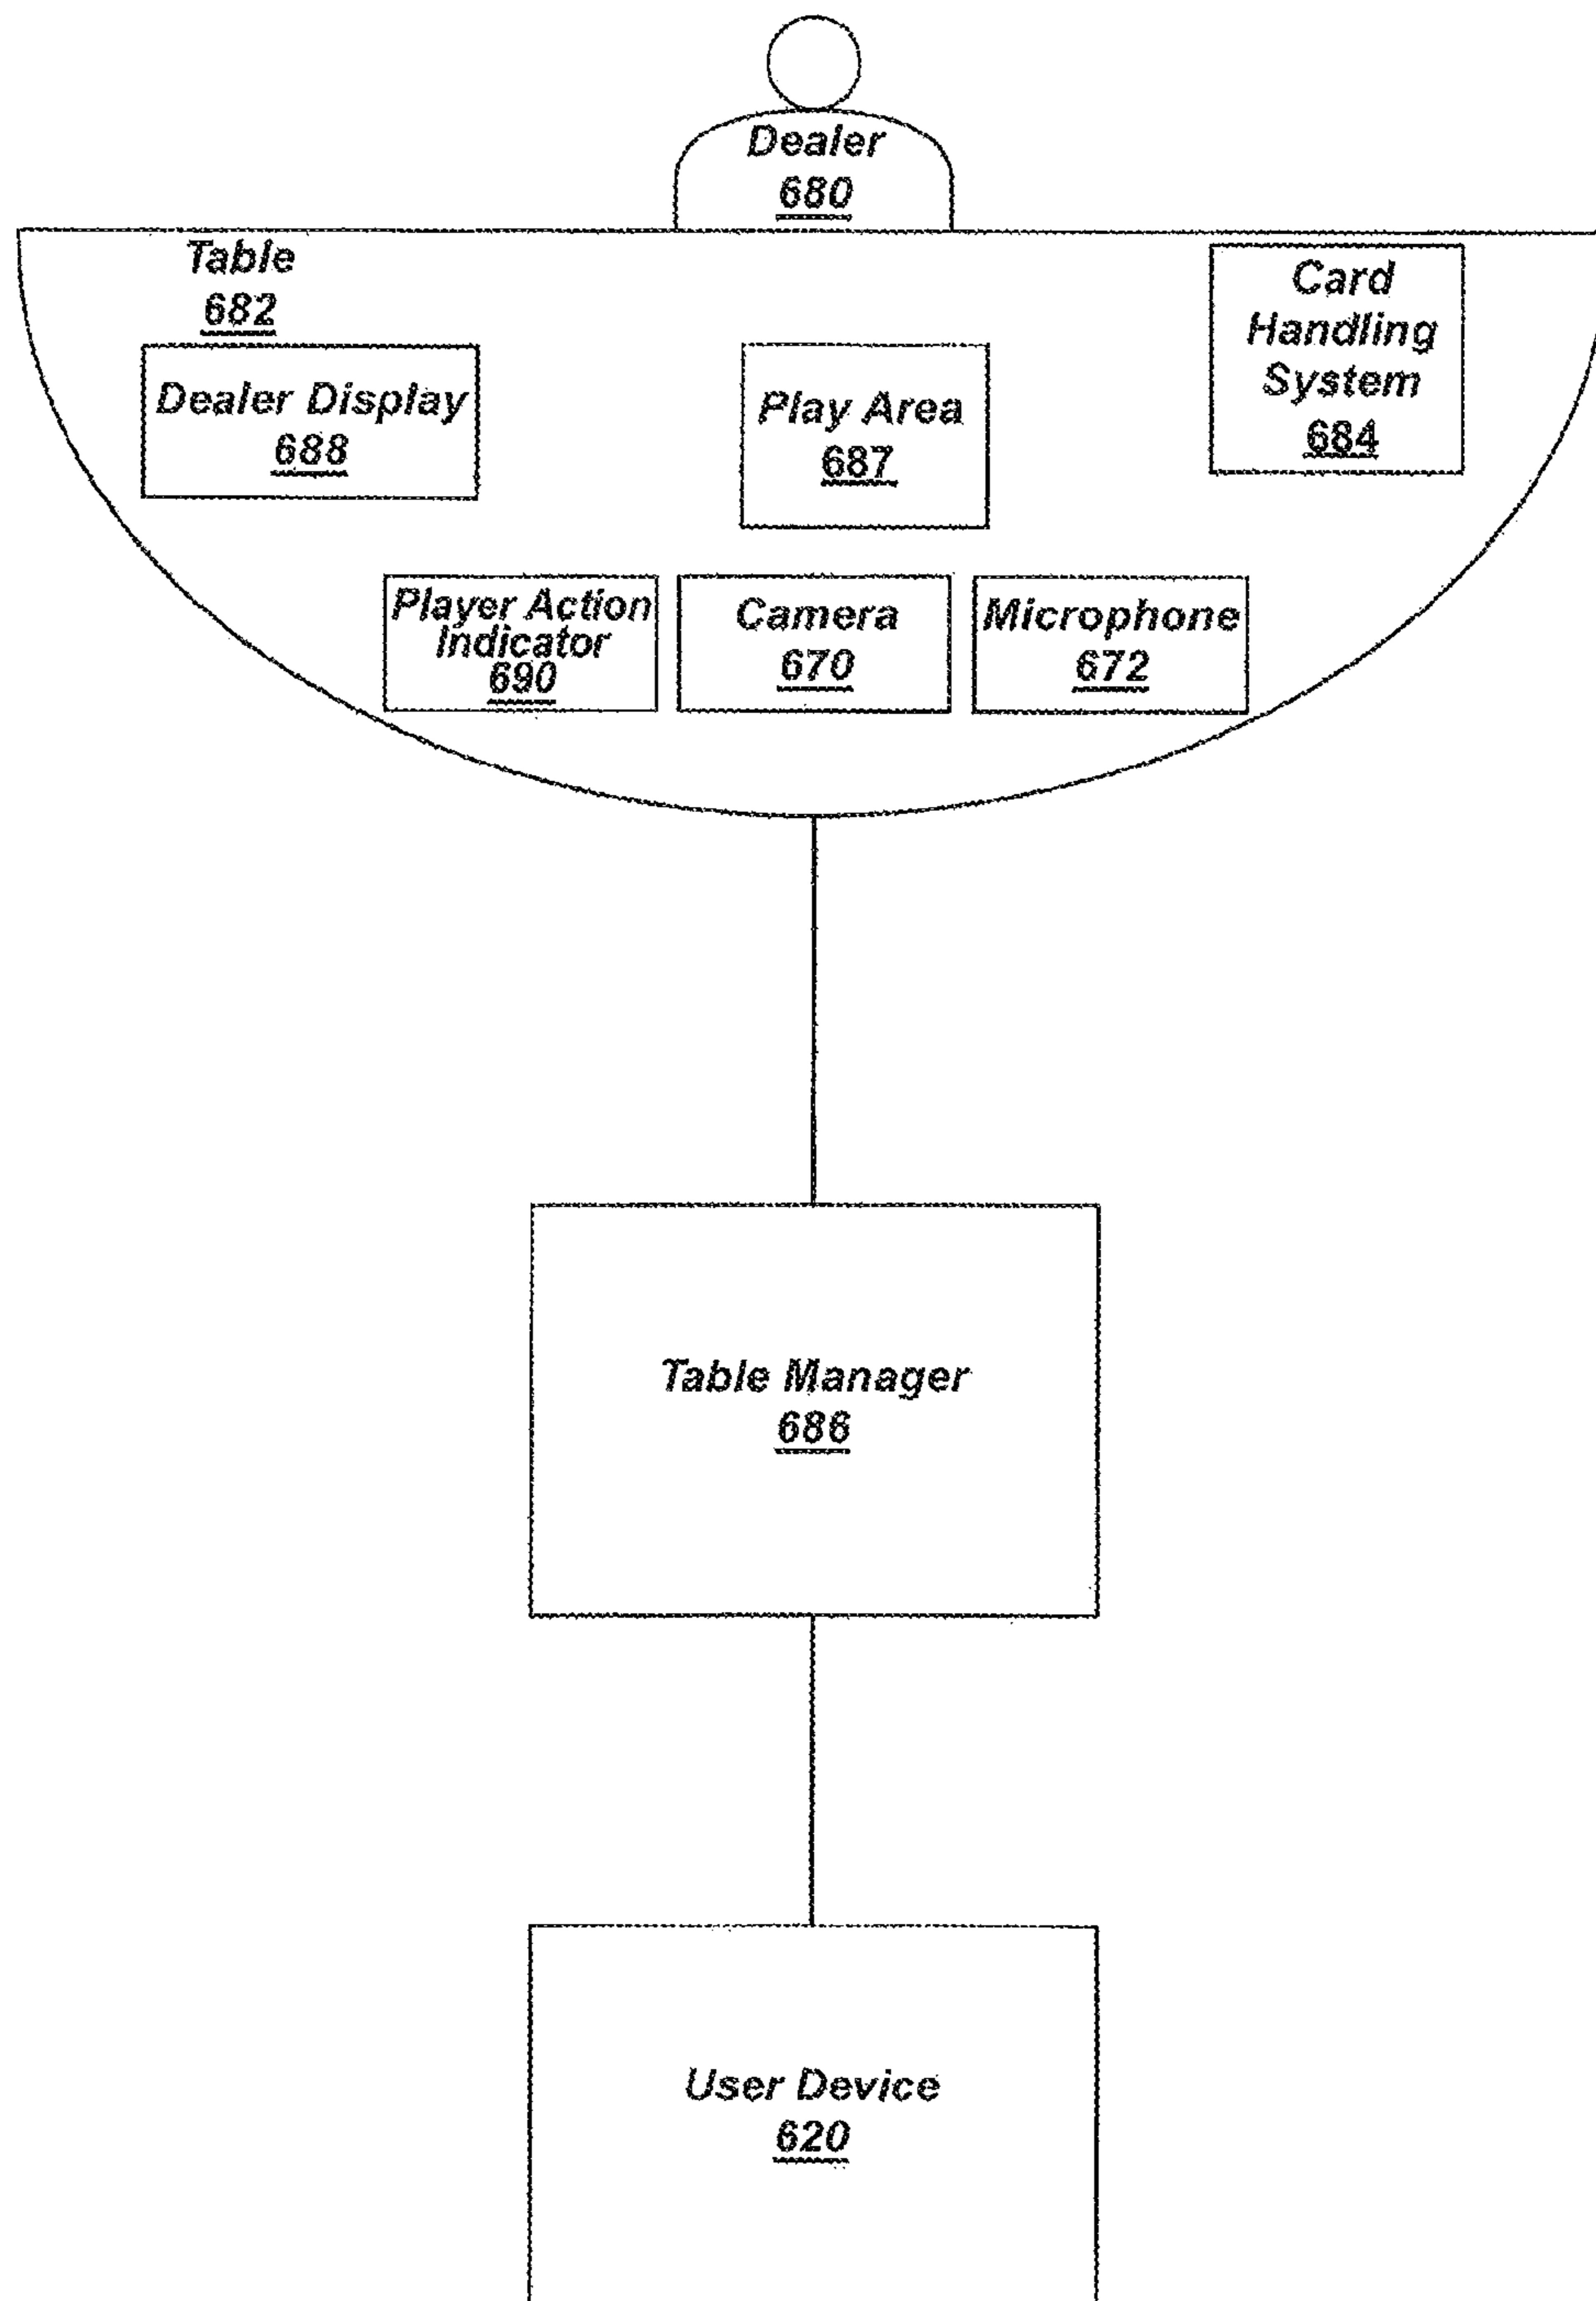 Dealer
680
Table
682
Dealer Display
688
Play Area
687
Card
Handling
System
684
Player Action
Indicator
690
Camera
670
Microphone
672
Table Manager
686
User Device
620